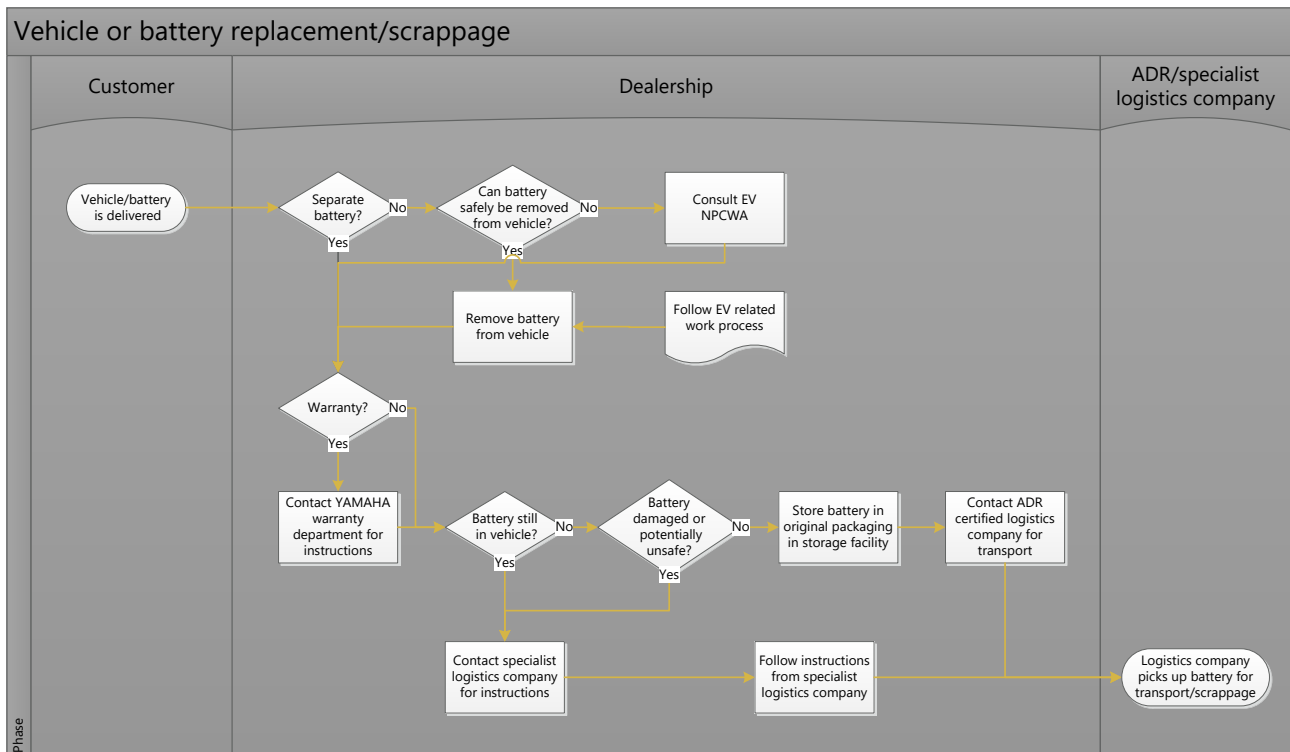 Vehicle or battery replacement/scrappage
Customer
Dealership
ADR/specialist
logistics company
Vehicle/battery
is delivered
Separate
battery?
No
Yes
Can battery
safely be removed
from vehicle?
No
Yes
Consult EV
NPCWA
Remove battery
from vehicle
Follow EV related
work process
Warranty?
No
Yes
Contact YAMAHA
warranty
department for
instructions
Battery still
in vehicle?
No
Yes
Battery
damaged or
potentially
unsafe?
No
Yes
Store battery in
original packaging
in storage facility
Contact ADR
certified logistics
company for
transport
Contact specialist
logistics company
for instructions
Follow instructions
from specialist
logistics company
Logistics company
picks up battery for
transport/scrappage
Phase